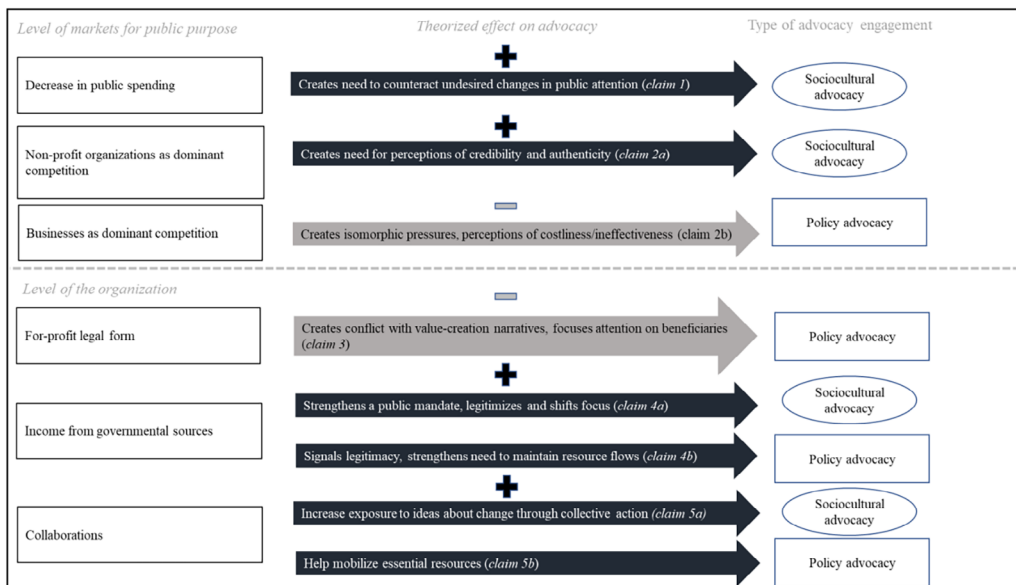 Level of markets for public purpose
Theorized effect on advocacy
Type of advocacy engagement
Decrease in public spending
Creates need to counteract undesired changes in public attention (claim 1)
Sociocultural
advocacy
Non-profit organizations as dominant
competition
Creates need for perceptions of credibility and authenticity (claim 2a)
Sociocultural
advocacy
Businesses as dominant competition
Creates isomorphic pressures, perceptions of costliness/ineffectiveness (claim 2b)
Policy advocacy
Level of the organization
For-profit legal form
Creates conflict with value-creation narratives, focuses attention on beneficiaries
(claim 3)
Policy advocacy
Income from governmental sources
Strengthens a public mandate, legitimizes and shifts focus (claim 4a)
Sociocultural
advocacy
Signals legitimacy, strengthens need to maintain resource flows (claim 4b)
Policy advocacy
Collaborations
Increase exposure to ideas about change through collective action (claim 5a)
Sociocultural
advocacy
Help mobilize essential resources (claim 5b)
Policy advocacy